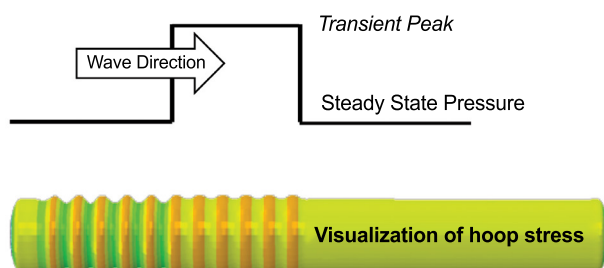 Transient Peak
Wave Direction
Steady State Pressure
Visualization of hoop stress